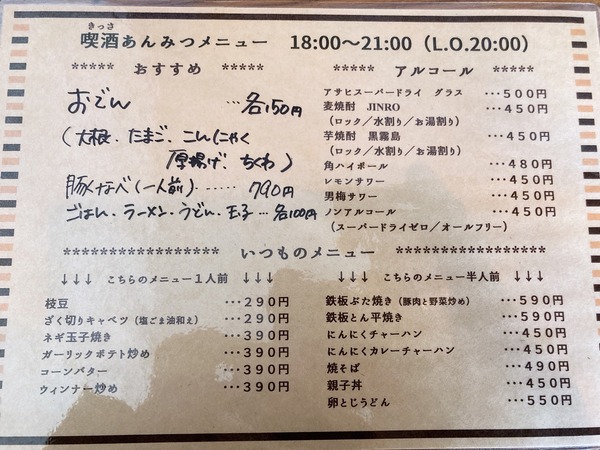 きっさ
喫酒あんみつメニュー 18:00〜21:00（L.O.20:00）
***** おすすめ *****
おでん …各150円
（大根、たまご、こんにゃく
厚揚げ、ちくわ）
豚なべ（一人前）…… 790円
ごはん、ラーメン、うどん、玉子…各100円
***** アルコール *****
アサヒスーパードライ グラス …５００円
麦焼酎 JINRO …４５０円
（ロック／水割り／お湯割り）
芋焼酎 黒霧島 …４５０円
（ロック／水割り／お湯割り）
角ハイボール …４８０円
レモンサワー …４５０円
男梅サワー …４５０円
ノンアルコール …４５０円
（スーパードライゼロ／オールフリー）
***************** いつものメニュー *****************
↓↓↓ こちらのメニュー１人前 ↓↓↓
枝豆 …２９０円
ざく切りキャベツ（塩ごま油和え） …２９０円
ネギ玉子焼き …３９０円
ガーリックポテト炒め …３９０円
コーンバター …３９０円
ウィンナー炒め …３９０円
↓↓↓ こちらのメニュー半人前 ↓↓↓
鉄板ぶた焼き（豚肉と野菜炒め） …５９０円
鉄板とん平焼き …５９０円
にんにくチャーハン …４５０円
にんにくカレーチャーハン …４５０円
焼そば …４９０円
親子丼 …４５０円
卵とじうどん …５５０円